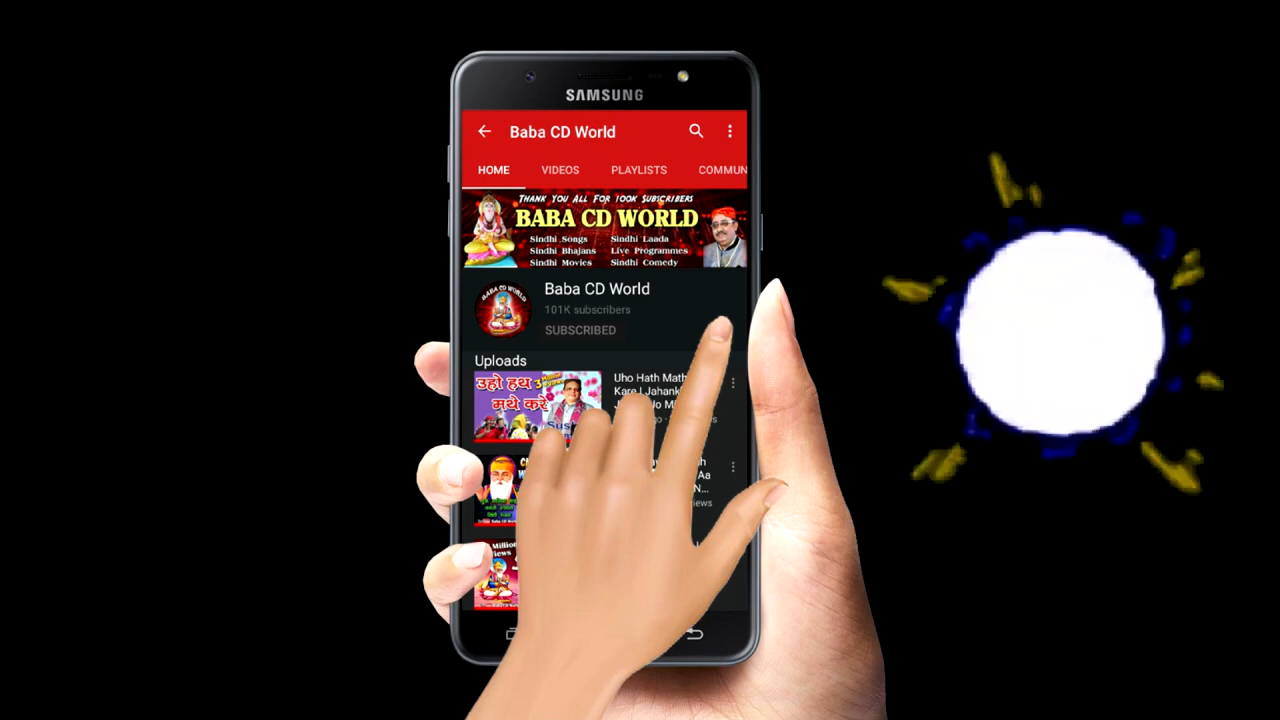 SAMSUNG
Baba CD World
HOME VIDEOS PLAYLISTS COMMUN
THANK YOU ALL FOR 100K SUBSCRIBERS
BABA CD WORLD
Sindhi Songs Sindhi Laada
Sindhi Bhajans Live Programmes
Sindhi Movies Sindhi Comedy
BABA CD WORLD
Baba CD World
101K subscribers
SUBSCRIBED
Uploads
उहो हथ
मथे करे
Uho Hath Math
Kare | Jahank
Million
iews